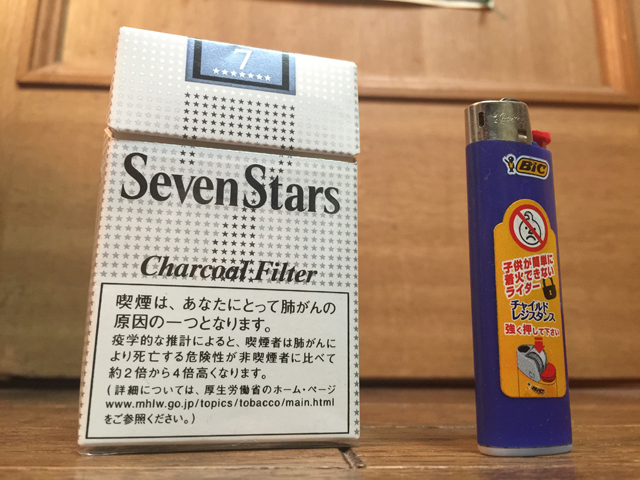 7
Seven Stars
Charcoal Filter
喫煙は、あなたにとって肺がんの
原因の一つとなります。
疫学的な推計によると、喫煙者は肺がんに
より死亡する危険性が非喫煙者に比べて
約2倍から4倍高くなります。
(詳細については、厚生労働省のホーム・ページ
www.mhlw.go.jp/topics/tobacco/main.html
をご参照ください。)
BIC
子供が簡単に
着火できない
ライダー
チャイルド
レジスタンス
強く押して下さい